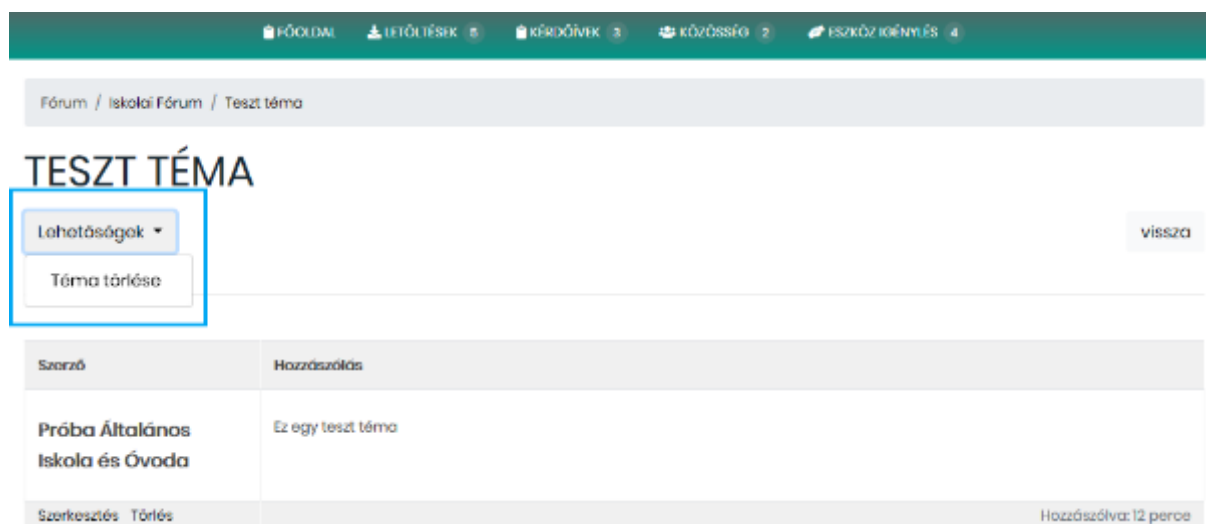 FŐOLDAL LETÖLTÉSEK 5 KÉRDŐÍVEK 3 KÖZÖSSÉG 2 ESZKÖZ IGÉNYLÉS 4
Fórum / Iskolai Fórum / Teszt téma
TESZT TÉMA
Lehetőségek vissza
Téma törlése
Szerző Hozzászólás
Próba Általános Ez egy teszt téma
Iskola és Óvoda
Szerkesztés Törlés Hozzászólva: 12 perce